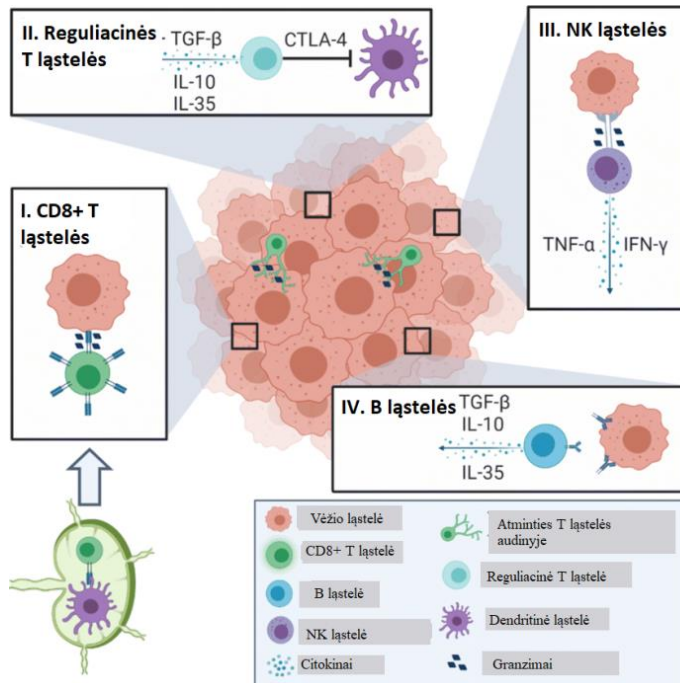 II. Reguliacinės
T ląstelės
TGF-β
IL-10
IL-35
CTLA-4
III. NK ląstelės
TNF-α
IFN-γ
I. CD8+ T
ląstelės
IV. B ląstelės
TGF-β
IL-10
IL-35
Vėžio ląstelė
CD8+ T ląstelė
B ląstelė
NK ląstelė
Citokinai
Atminties T ląstelės
audinyje
Reguliacinė T ląstelė
Dendritinė ląstelė
Granzimai